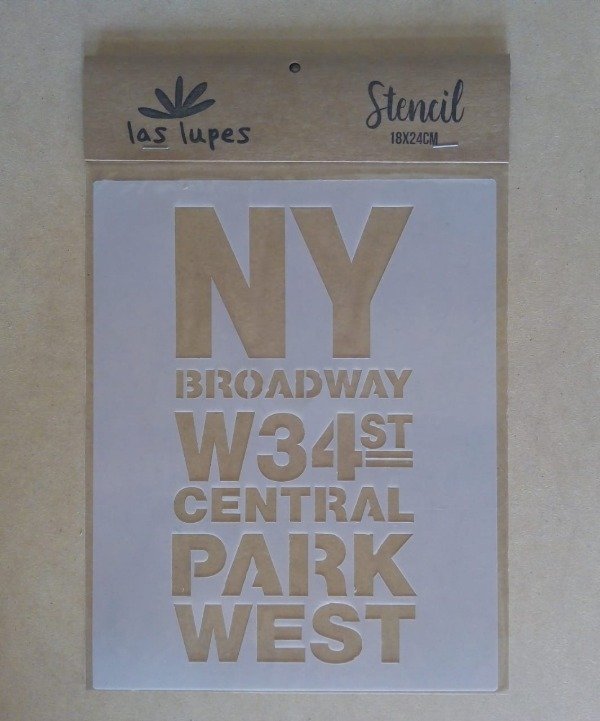 las lupes
Stencil
18X24CM
NY
BROADWAY
W34ST
CENTRAL
PARK
WEST